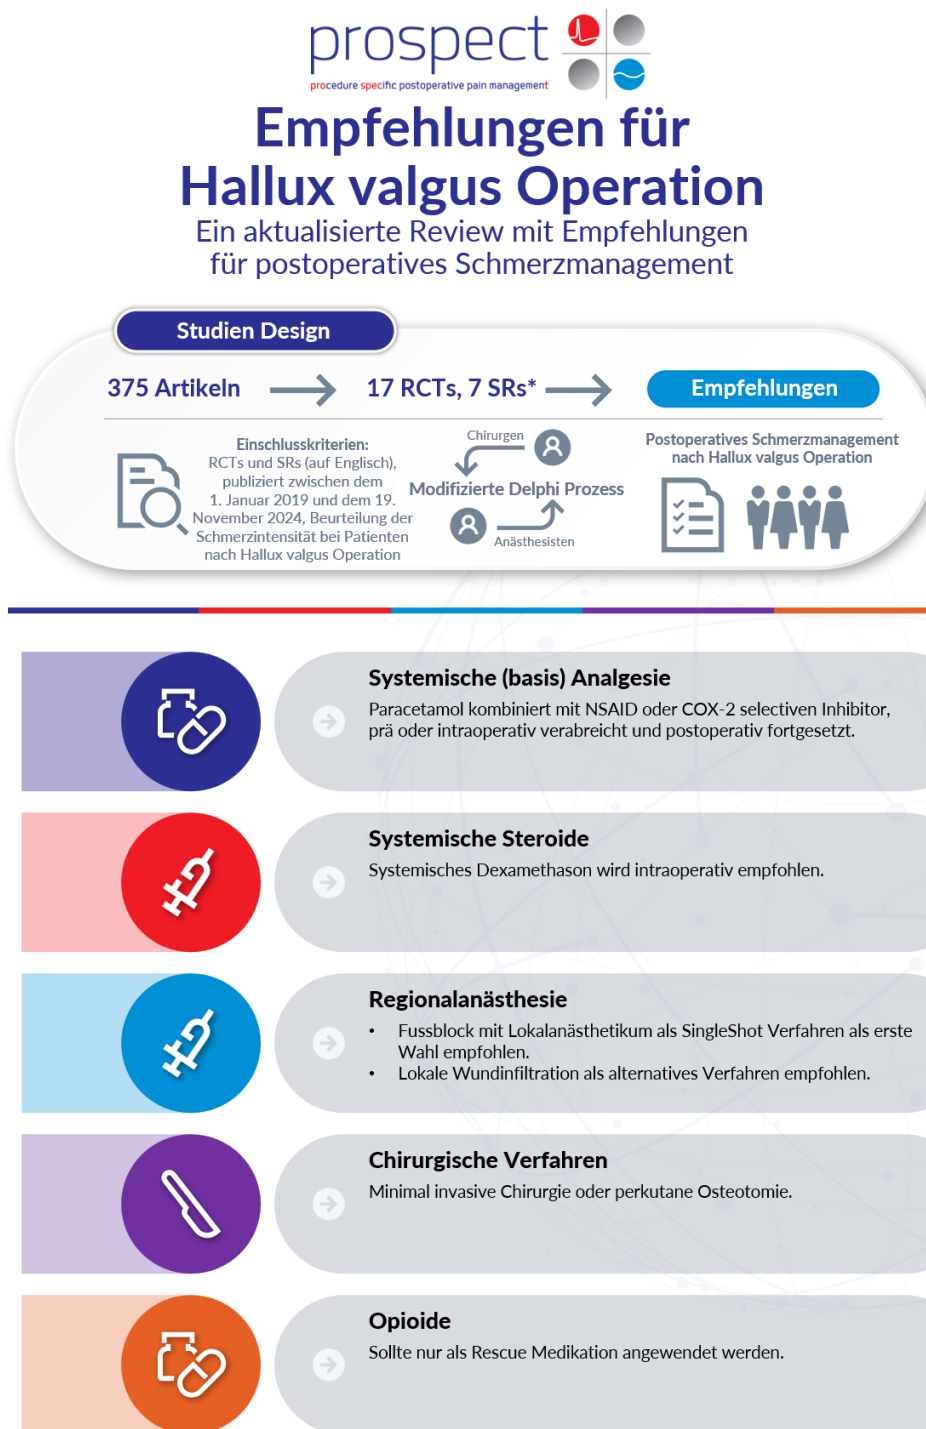 prospect
procedure specific postoperative pain management
Empfehlungen für
Hallux valgus Operation
Ein aktualisierte Review mit Empfehlungen
für postoperatives Schmerzmanagement
Studien Design
375 Artikeln
17 RCTs, 7 SRs*
Empfehlungen
Einschlusskriterien:
RCTs und SRs (auf Englisch),
publiziert zwischen dem
1. Januar 2019 und dem 19.
November 2024, Beurteilung der
Schmerzintensität bei Patienten
nach Hallux valgus Operation
Chirurgen
Modifizierte Delphi Prozess
Anästhesisten
Postoperatives Schmerzmanagement
nach Hallux valgus Operation
Systemische (basis) Analgesie
Paracetamol kombiniert mit NSAID oder COX-2 selectiven Inhibitor,
prä oder intraoperativ verabreicht und postoperativ fortgesetzt.
Systemische Steroide
Systemisches Dexamethason wird intraoperativ empfohlen.
Regionalanästhesie
• Fussblock mit Lokalanästhetikum als SingleShot Verfahren als erste
Wahl empfohlen.
• Lokale Wundinfiltration als alternatives Verfahren empfohlen.
Chirurgische Verfahren
Minimal invasive Chirurgie oder perkutane Osteotomie.
Opioide
Sollte nur als Rescue Medikation angewendet werden.